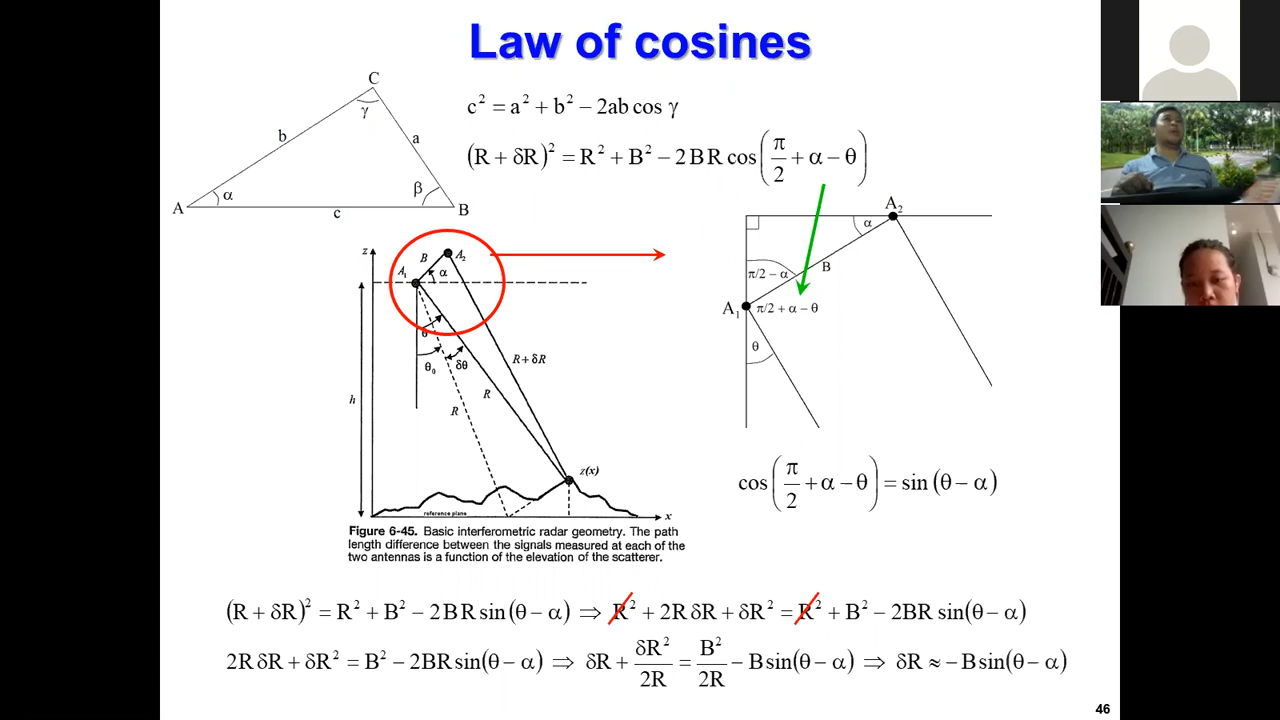 Law of cosines
C
γ
b
a
α
β
A
c
B
c² = a² + b² − 2ab cos γ
(R + δR)² = R² + B² − 2BR cos(π/2 + α − θ)
A₂
α
π/2 − α
B
A₁
π/2 + α − θ
θ
z
B
A₂
A₁
α
θ
θ₀
δθ
R + δR
h
R
R
z(x)
reference plane
x
cos(π/2 + α − θ) = sin(θ − α)
Figure 6-45. Basic interferometric radar geometry. The path
length difference between the signals measured at each of the
two antennas is a function of the elevation of the scatterer.
(R + δR)² = R² + B² − 2BR sin(θ − α) ⇒ R² + 2R δR + δR² = R² + B² − 2BR sin(θ − α)
2R δR + δR² = B² − 2BR sin(θ − α) ⇒ δR + δR²/2R = B²/2R − B sin(θ − α) ⇒ δR ≈ − B sin(θ − α)
46